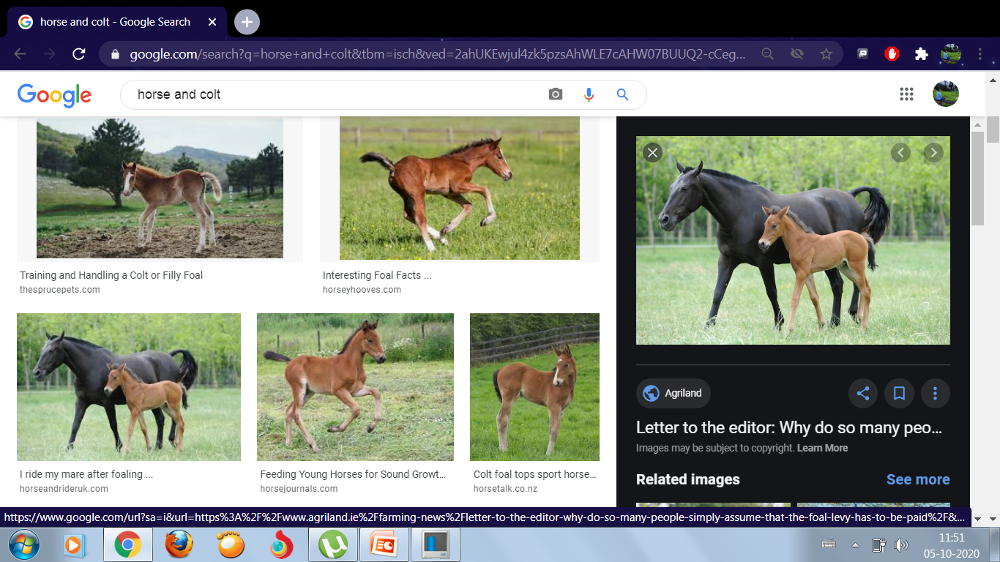 horse and colt - Google Search
google.com/search?q=horse+and+colt&tbm=isch&ved=2ahUKEwjul4zk5pzsAhWLE7cAHW07BUUQ2-cCeg...
Google
horse and colt
Training and Handling a Colt or Filly Foal
thesprucepets.com
Interesting Foal Facts ...
horseyhooves.com
I ride my mare after foaling ...
horseandrideruk.com
Feeding Young Horses for Sound Growt...
horsejournals.com
Colt foal tops sport horse...
horsetalk.co.nz
Agriland
Letter to the editor: Why do so many peo...
Images may be subject to copyright. Learn More
Related images
See more
https://www.google.com/url?sa=i&url=https%3A%2F%2Fwww.agriland.ie%2Ffarming-news%2Fletter-to-the-editor-why-do-so-many-people-simply-assume-that-the-foal-levy-has-to-be-paid%2F&...
11:51
05-10-2020